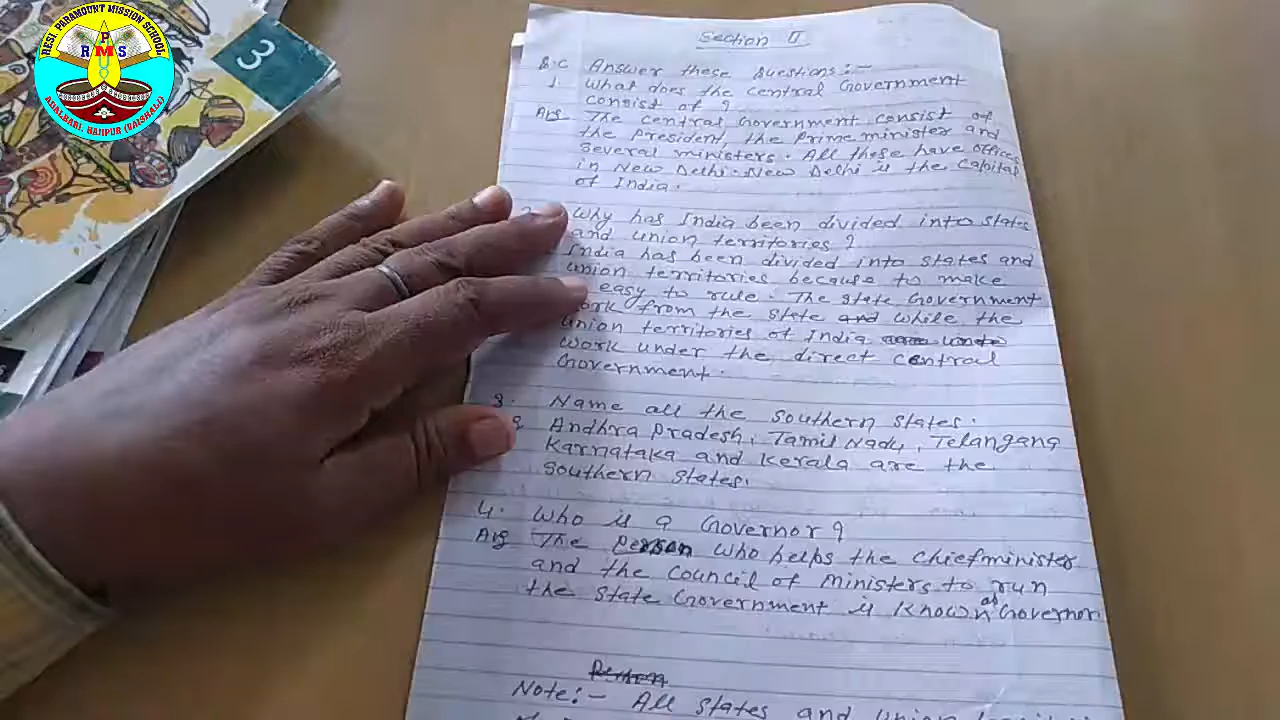 RESI PARAMOUNT MISSION SCHOOL
P
R M S
AGALBARI, HAJIPUR (VAISHALI)
3
Section II
Q.C Answer these Questions:-
1. What does the central Government
consist of ?
Ans The central Government consist of
the President, the Prime minister and
Several ministers. All these have offices
in New Delhi. New Delhi is the Capital
of India.
Why has India been divided into states
and union territories ?
India has been divided into states and
union territories because to make
easy to rule. The state Government
work from the state and while the
union territories of India
work under the direct central
Government.
3. Name all the southern states.
Andhra Pradesh, Tamil Nadu, Telangana
Karnataka and Kerala are the
Southern states.
4. Who is a Governor ?
Ans The Person who helps the Chiefminister
and the Council of ministers to run
the State Government is known as Governor.
Person
Note:- All States and union